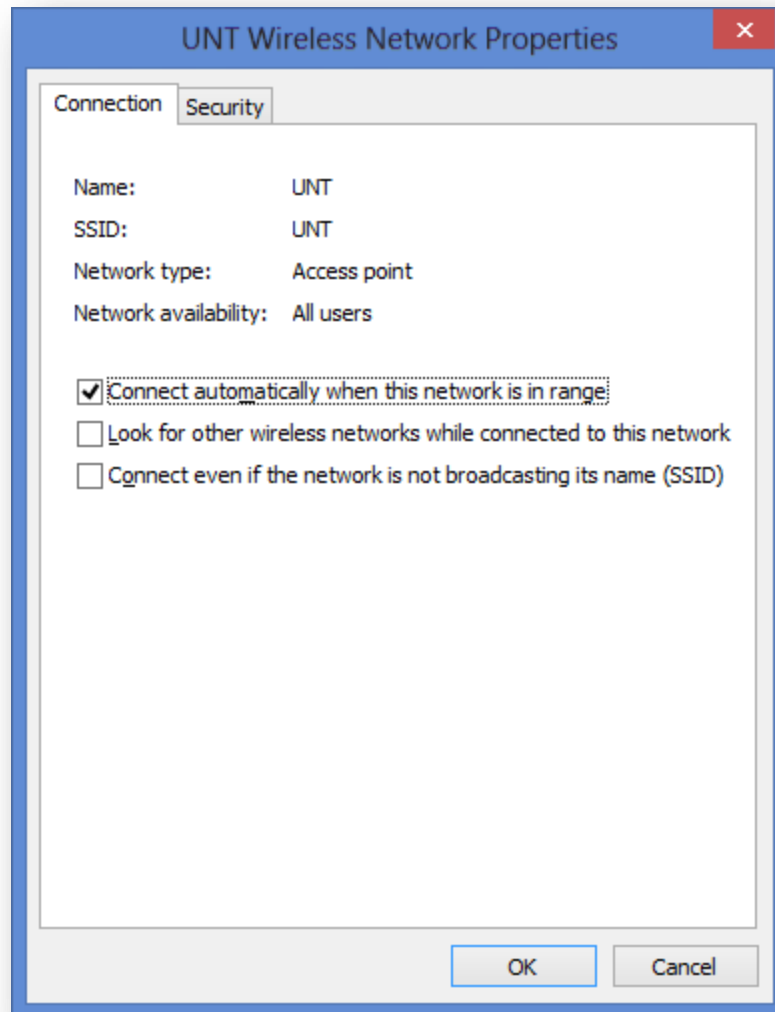 UNT Wireless Network Properties
Connection Security
Name: UNT
SSID: UNT
Network type: Access point
Network availability: All users
Connect automatically when this network is in range
Look for other wireless networks while connected to this network
Connect even if the network is not broadcasting its name (SSID)
OK Cancel